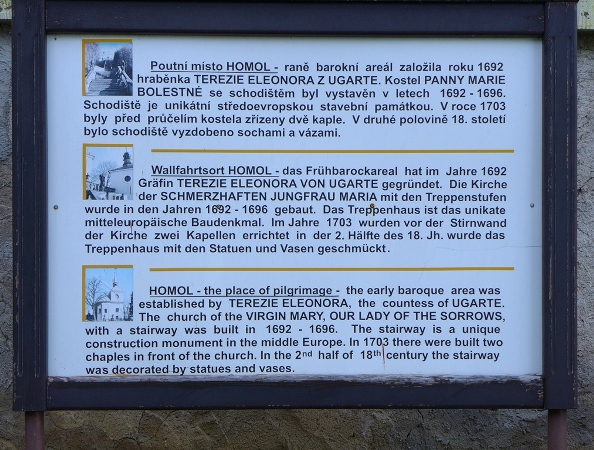 Poutní místo HOMOL - raně barokní areál založila roku 1692
hraběnka TEREZIE ELEONORA Z UGARTE. Kostel PANNY MARIE
BOLESTNÉ se schodištěm byl vystavěn v letech 1692 - 1696.
Schodiště je unikátní středoevropskou stavební památkou. V roce 1703
byly před průčelím kostela zřízeny dvě kaple. V druhé polovině 18. století
bylo schodiště vyzdobeno sochami a vázami.
Wallfahrtsort HOMOL - das Frühbarockareal hat im Jahre 1692
Gräfin TEREZIE ELEONORA VON UGARTE gegründet. Die Kirche
der SCHMERZHAFTEN JUNGFRAU MARIA mit den Treppenstufen
wurde in den Jahren 1692 - 1696 gebaut. Das Treppenhaus ist das unikate
mitteleuropäische Baudenkmal. Im Jahre 1703 wurden vor der Stirnwand
der Kirche zwei Kapellen errichtet in der 2. Hälfte des 18. Jh. wurde das
Treppenhaus mit den Statuen und Vasen geschmückt.
HOMOL - the place of pilgrimage - the early baroque area was
established by TEREZIE ELEONORA, the countess of UGARTE.
The church of the VIRGIN MARY, OUR LADY OF THE SORROWS,
with a stairway was built in 1692 - 1696. The stairway is a unique
construction monument in the middle Europe. In 1703 there were built two
chaples in front of the church. In the 2nd half of 18th century the stairway
was decorated by statues and vases.